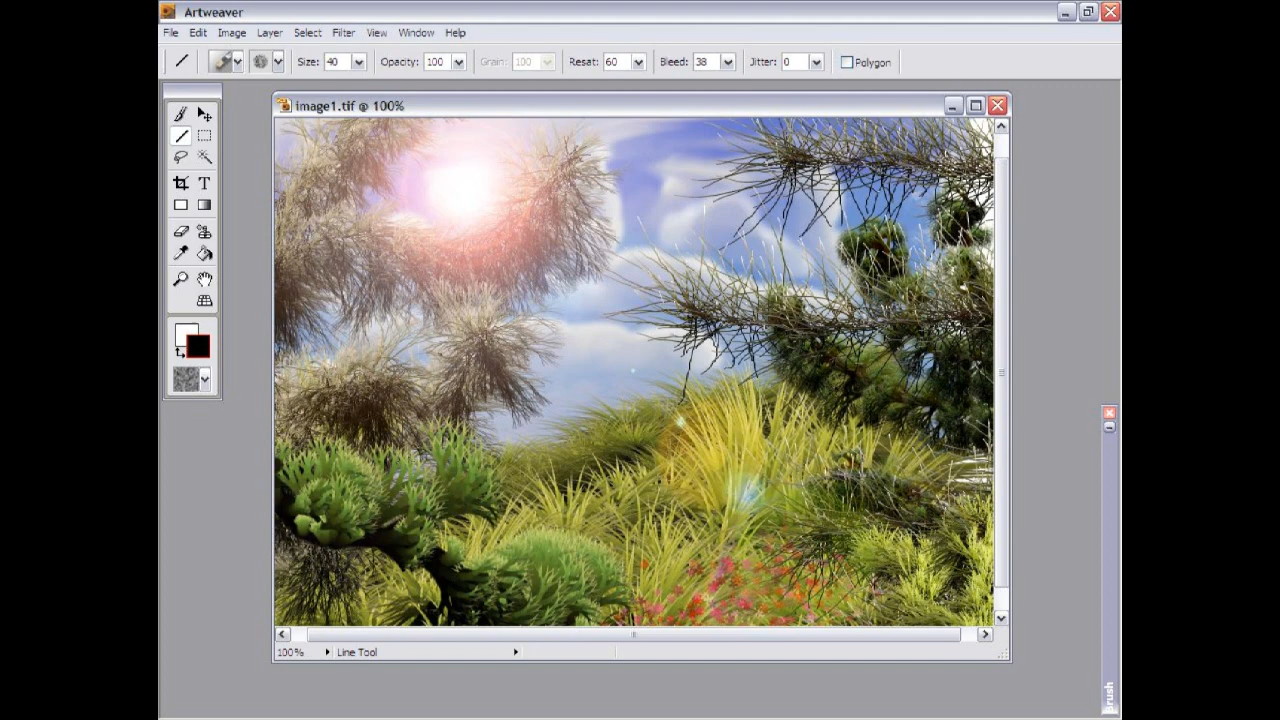 Artweaver
File Edit Image Layer Select Filter View Window Help
Size: 40 Opacity: 100 Grain: 100 Resat: 60 Bleed: 38 Jitter: 0 Polygon
image1.tif @ 100%
T
100% Line Tool